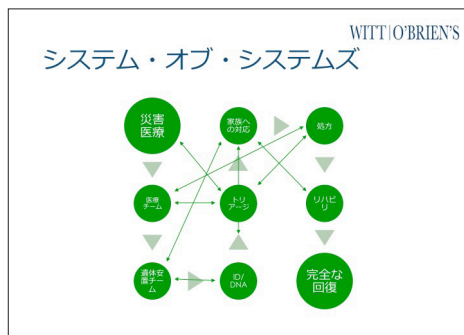 WITT|O'BRIEN'S
システム・オブ・システムズ
災害
医療
家族へ
の対応
処方
医療
チーム
トリ
アージ
リハビ
リ
遺体安
置チー
ム
ID/
DNA
完全な
回復